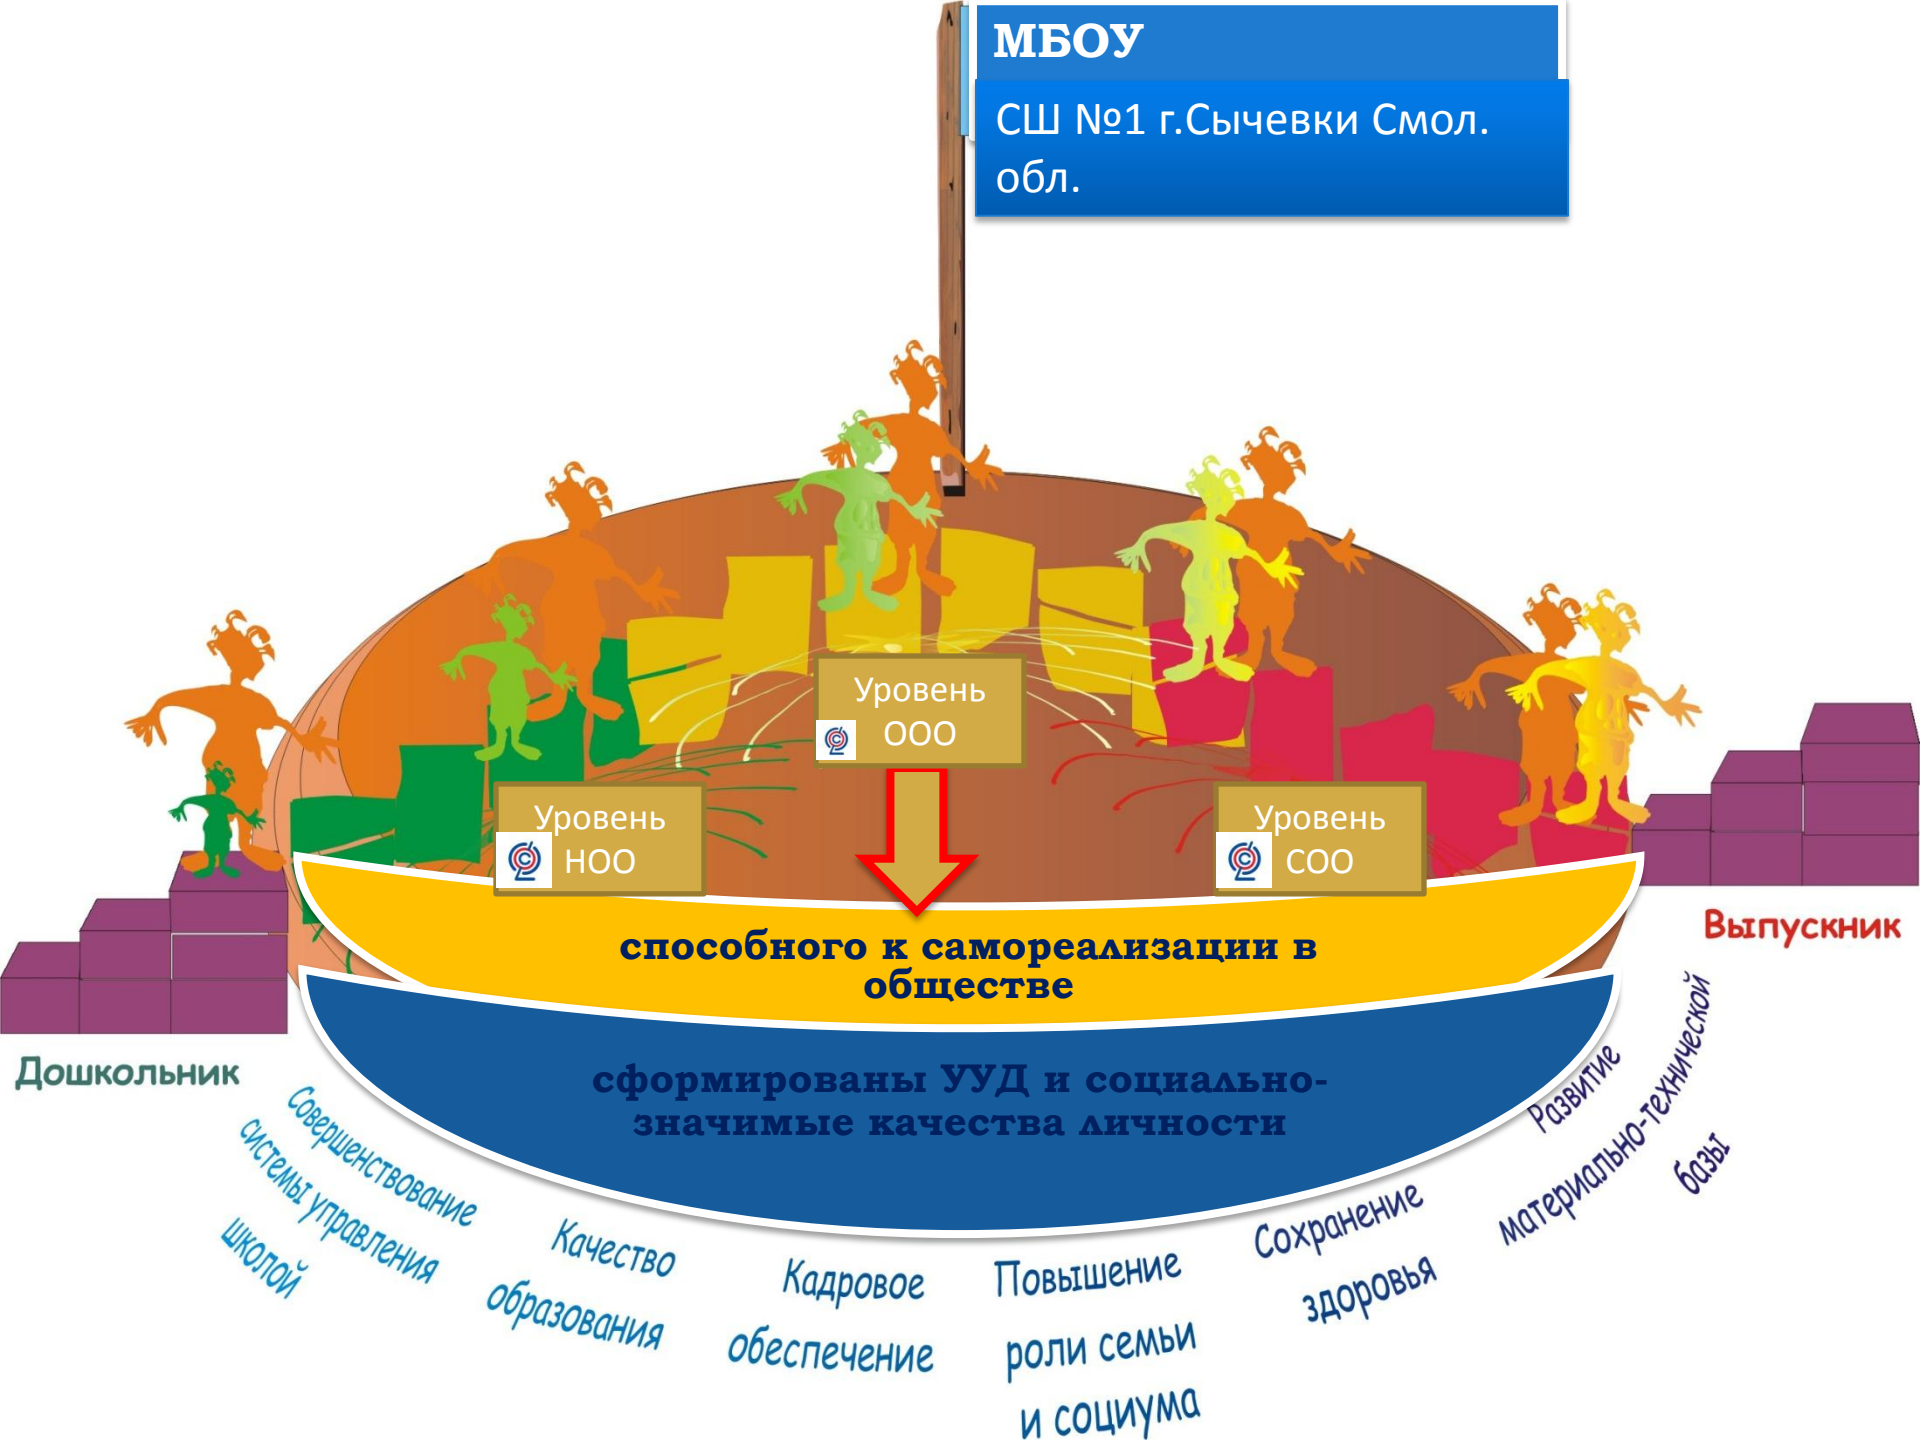 МБОУ
СШ №1 г.Сычевки Смол.
обл.
Уровень
ООО
Уровень
НОО
Уровень
СОО
способного к самореализации в
обществе
сформированы УУД и социально-
значимые качества личности
Дошкольник
Выпускник
Совершенствование
системы управления
школой
Качество
образования
Кадровое
обеспечение
Повышение
роли семьи
и социума
Сохранение
здоровья
Развитие
материально-технической
базы